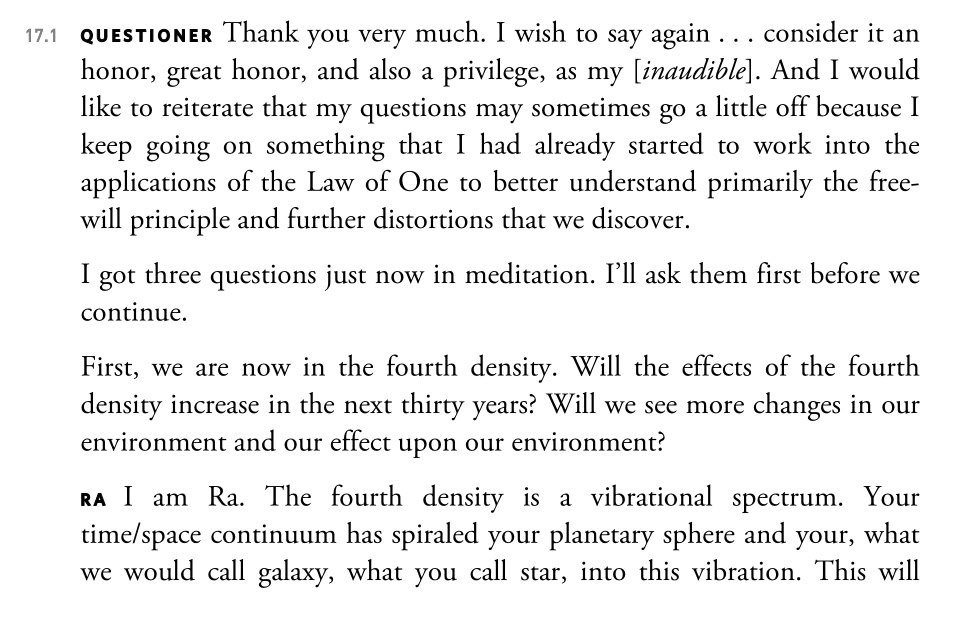 17.1 QUESTIONER Thank you very much. I wish to say again . . . consider it an
honor, great honor, and also a privilege, as my [inaudible]. And I would
like to reiterate that my questions may sometimes go a little off because I
keep going on something that I had already started to work into the
applications of the Law of One to better understand primarily the free-
will principle and further distortions that we discover.
I got three questions just now in meditation. I’ll ask them first before we
continue.
First, we are now in the fourth density. Will the effects of the fourth
density increase in the next thirty years? Will we see more changes in our
environment and our effect upon our environment?
RA I am Ra. The fourth density is a vibrational spectrum. Your
time/space continuum has spiraled your planetary sphere and your, what
we would call galaxy, what you call star, into this vibration. This will